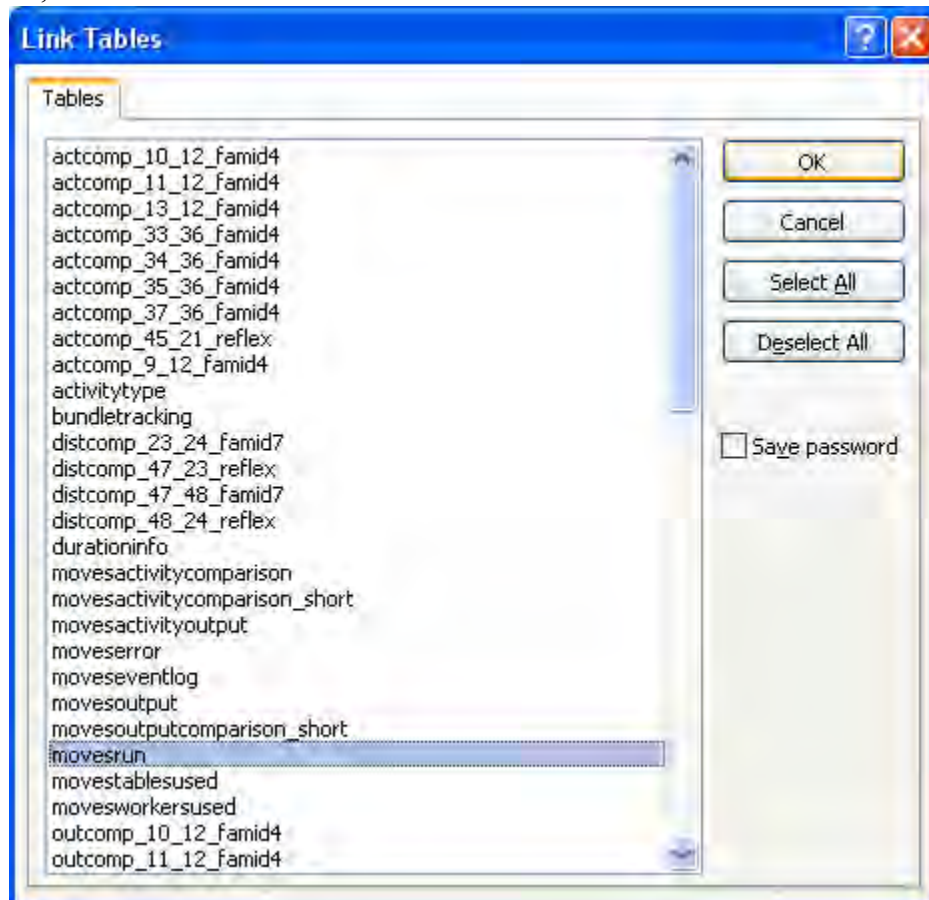 Link Tables
Tables
actcomp_10_12_famid4
actcomp_11_12_famid4
actcomp_13_12_famid4
actcomp_33_36_famid4
actcomp_34_36_famid4
actcomp_35_36_famid4
actcomp_37_36_famid4
actcomp_45_21_reflex
actcomp_9_12_famid4
activitytype
bundletracking
distcomp_23_24_famid7
distcomp_47_23_reflex
distcomp_47_48_famid7
distcomp_48_24_reflex
durationinfo
movesactivitycomparison
movesactivitycomparison_short
movesactivityoutput
moveserror
moveseventlog
movesoutput
movesoutputcomparison_short
movesrun
movestablesused
movesworkersused
outcomp_10_12_famid4
outcomp_11_12_famid4
OK
Cancel
Select All
Deselect All
Save password